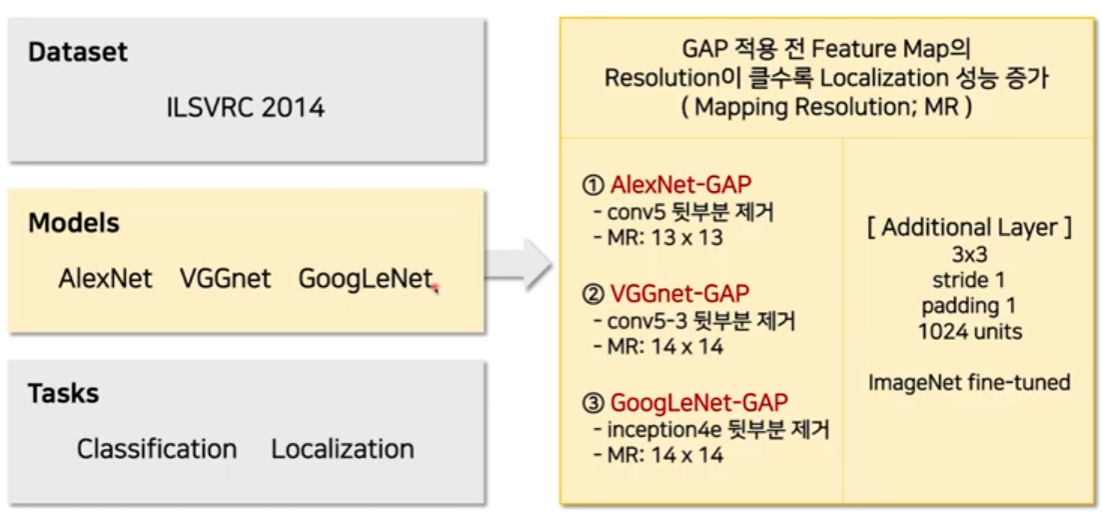 Dataset
ILSVRC 2014
Models
AlexNet VGGnet GoogLeNet
Tasks
Classification Localization
GAP 적용 전 Feature Map의
Resolution이 클수록 Localization 성능 증가
( Mapping Resolution; MR )
① AlexNet-GAP
- conv5 뒷부분 제거
- MR: 13 x 13
② VGGnet-GAP
- conv5-3 뒷부분 제거
- MR: 14 x 14
③ GoogLeNet-GAP
- inception4e 뒷부분 제거
- MR: 14 x 14
[ Additional Layer ]
3x3
stride 1
padding 1
1024 units
ImageNet fine-tuned